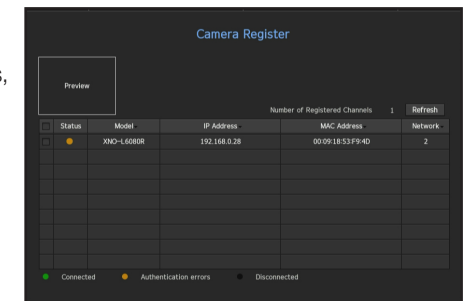 Camera Register
s,
Preview
Number of Registered Channels 1 Refresh
Status Model IP Address MAC Address Network
XNO-L6080R 192.168.0.28 00:09:18:53:F9:4D 2
Connected Authentication errors Disconnected